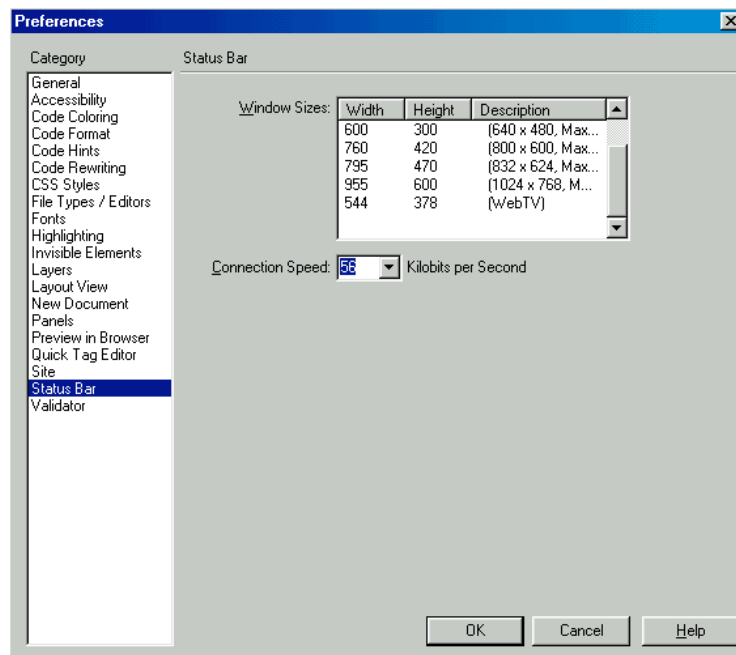 Preferences
Category
General
Accessibility
Code Coloring
Code Format
Code Hints
Code Rewriting
CSS Styles
File Types / Editors
Fonts
Highlighting
Invisible Elements
Layers
Layout View
New Document
Panels
Preview in Browser
Quick Tag Editor
Site
Status Bar
Validator
Status Bar
Window Sizes: Width Height Description
600 300 (640 x 480, Max...
760 420 (800 x 600, Max...
795 470 (832 x 624, Max...
955 600 (1024 x 768, M...
544 378 (WebTV)
Connection Speed: 56 Kilobits per Second
OK Cancel Help